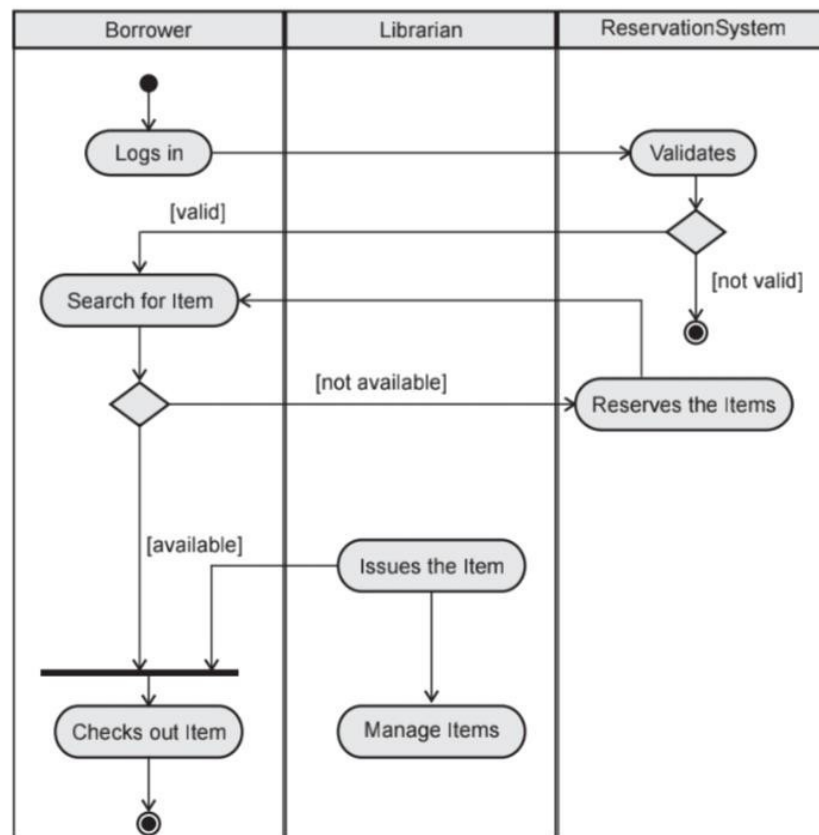 Borrower
Librarian
ReservationSystem
Logs in
Validates
[valid]
[not valid]
Search for Item
[not available]
Reserves the Items
[available]
Issues the Item
Checks out Item
Manage Items